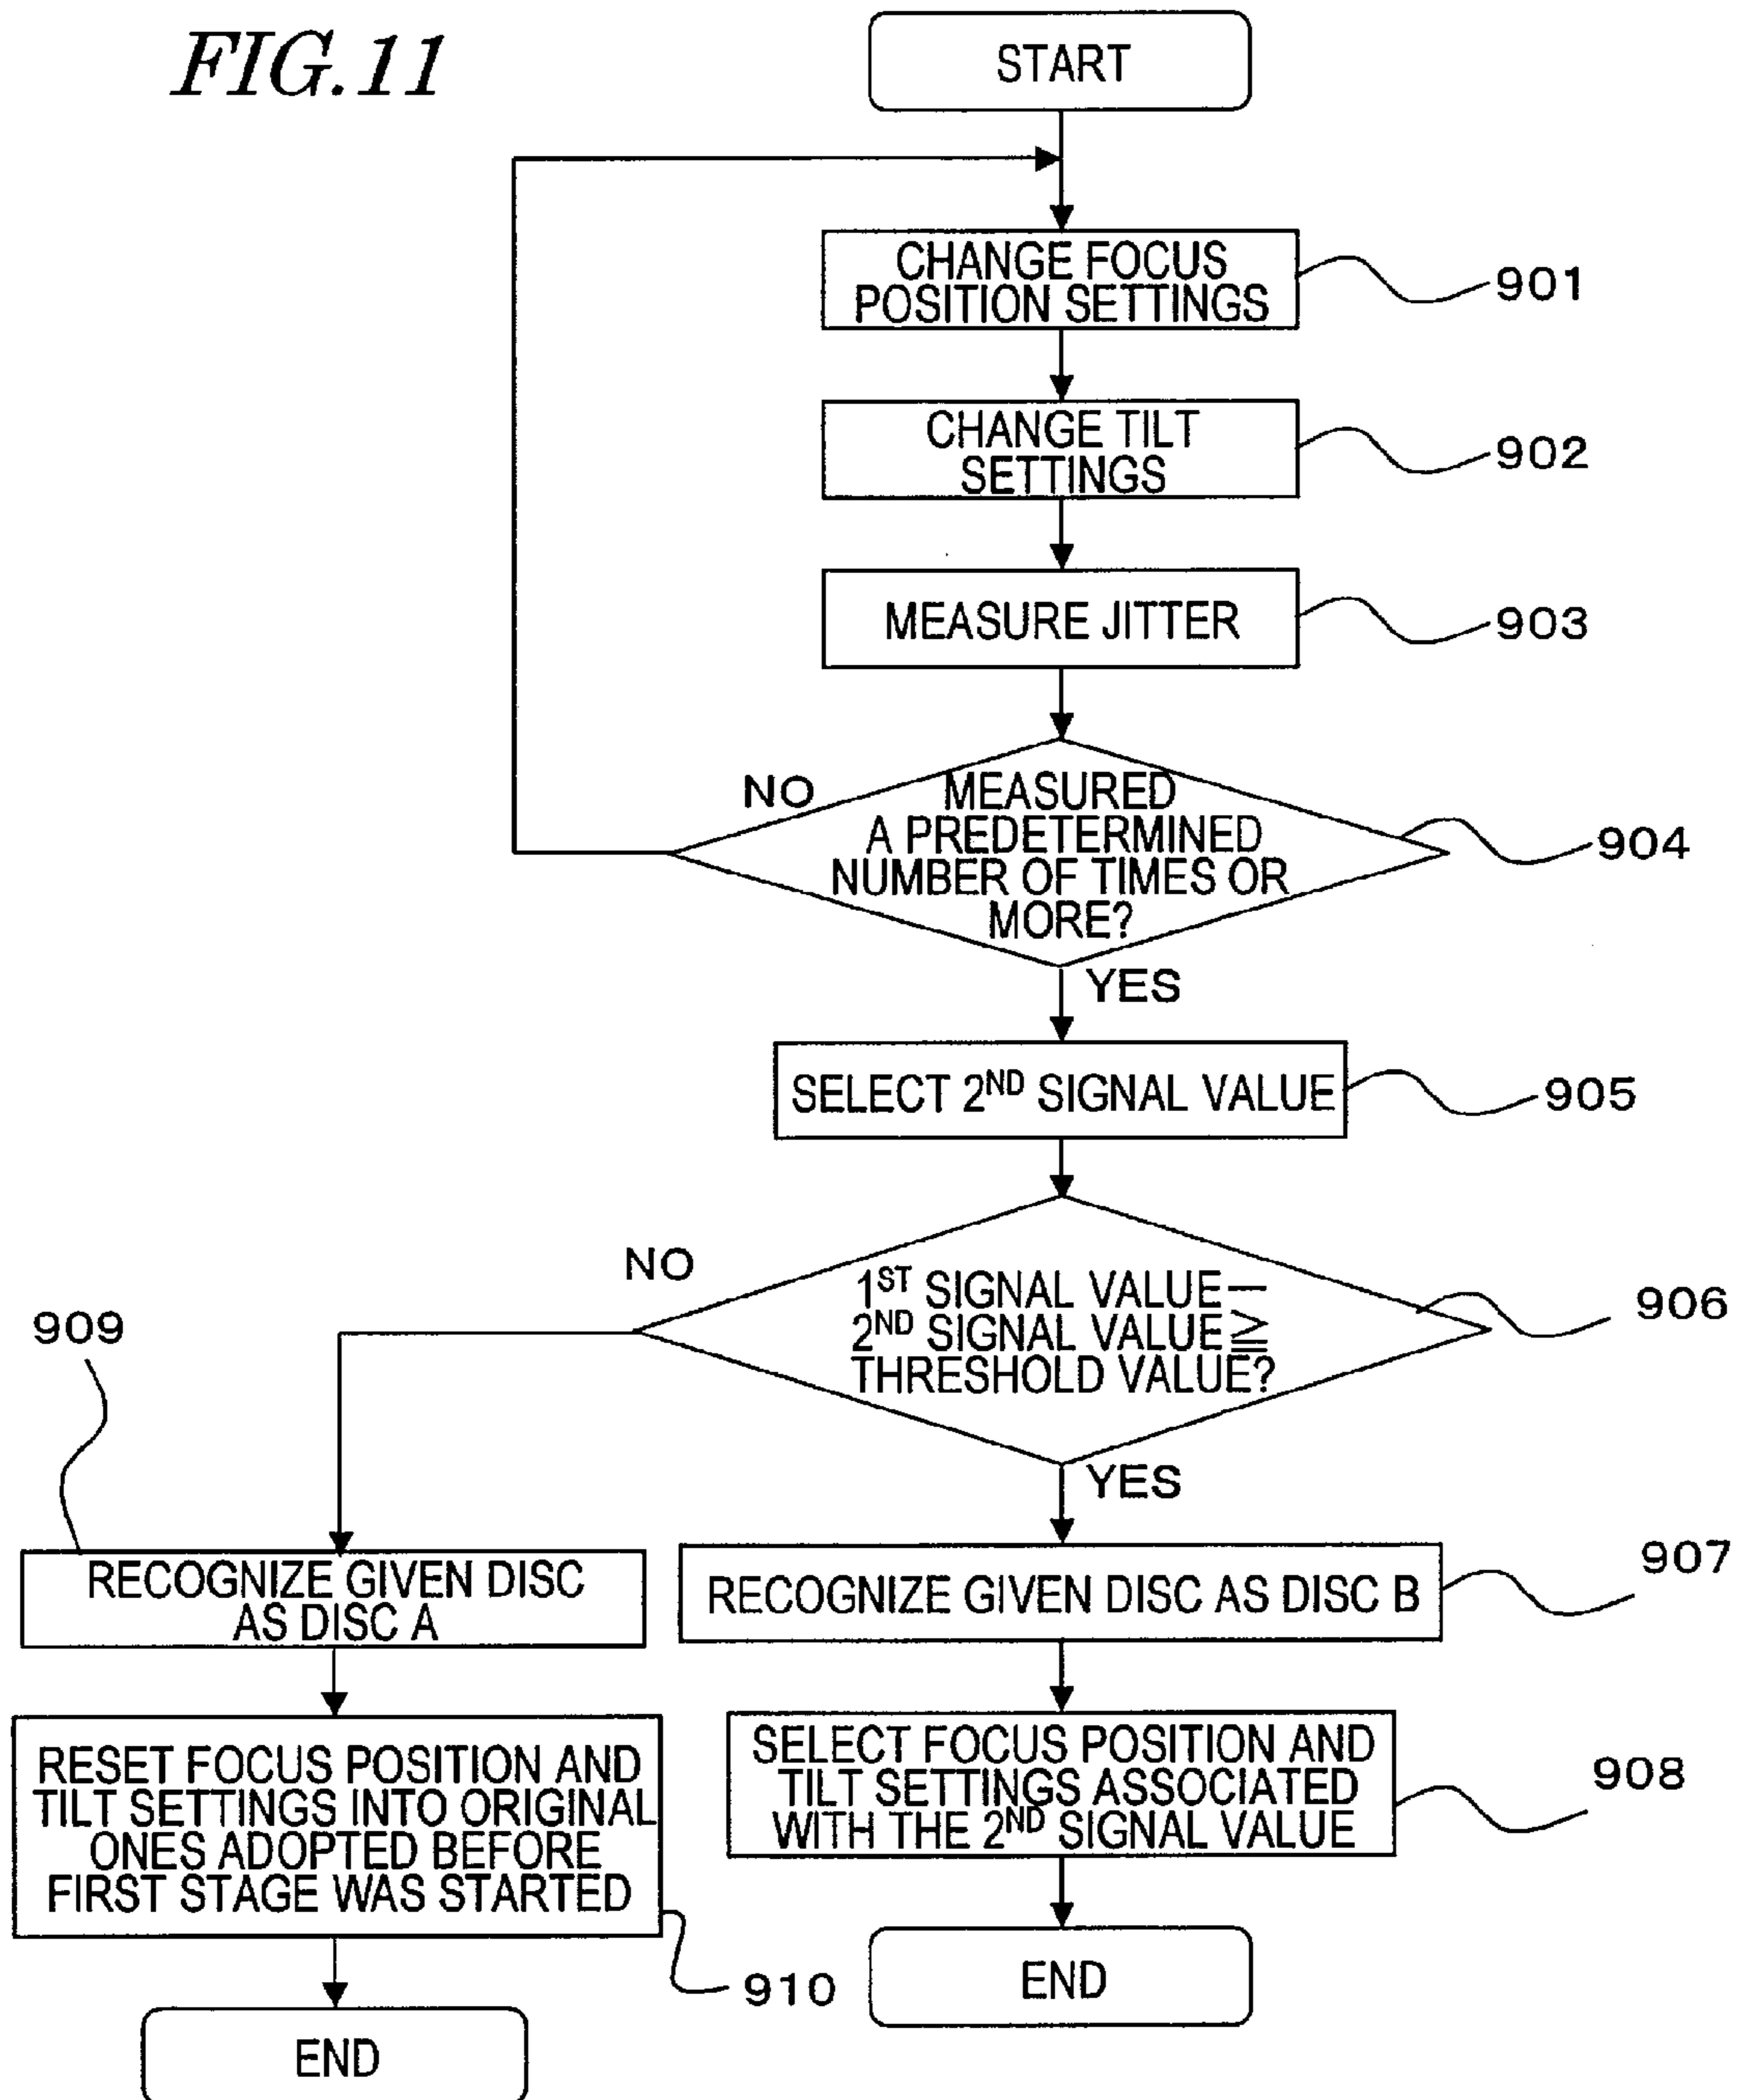 FIG.11
START
CHANGE FOCUS
POSITION SETTINGS
901
CHANGE TILT
SETTINGS
902
MEASURE JITTER
903
NO
MEASURED
A PREDETERMINED
NUMBER OF TIMES OR
MORE?
904
YES
SELECT 2ND SIGNAL VALUE
905
NO
1ST SIGNAL VALUE－
2ND SIGNAL VALUE≧
THRESHOLD VALUE?
906
YES
909
RECOGNIZE GIVEN DISC
AS DISC A
RECOGNIZE GIVEN DISC AS DISC B
907
RESET FOCUS POSITION AND
TILT SETTINGS INTO ORIGINAL
ONES ADOPTED BEFORE
FIRST STAGE WAS STARTED
910
SELECT FOCUS POSITION AND
TILT SETTINGS ASSOCIATED
WITH THE 2ND SIGNAL VALUE
908
END
END